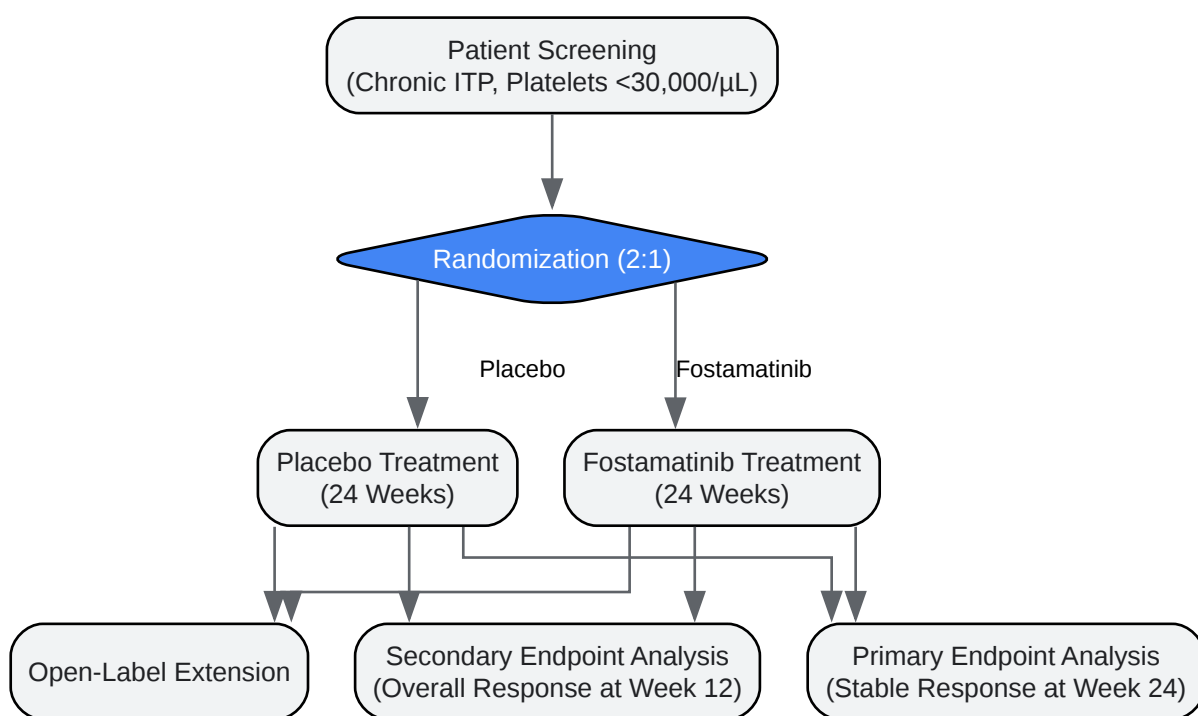 Patient Screening
(Chronic ITP, Platelets <30,000/µL)
Randomization (2:1)
Placebo
Fostamatinib
Placebo Treatment
(24 Weeks)
Fostamatinib Treatment
(24 Weeks)
Open-Label Extension
Secondary Endpoint Analysis
(Overall Response at Week 12)
Primary Endpoint Analysis
(Stable Response at Week 24)